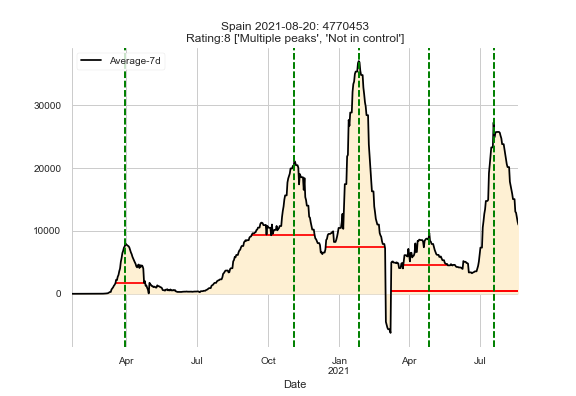 Spain 2021-08-20: 4770453
Rating:8 ['Multiple peaks', 'Not in control']
Average-7d
30000
20000
10000
0
Apr
Jul
Oct
Jan
2021
Apr
Jul
Date